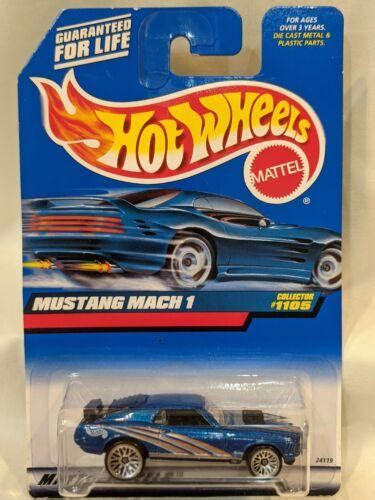 GUARANTEED
FOR LIFE
FOR AGES
OVER 3 YEARS.
DIE CAST METAL &
PLASTIC PARTS.
HOT WHEELS
MATTEL
®
MUSTANG MACH 1
COLLECTOR
#1105
24119